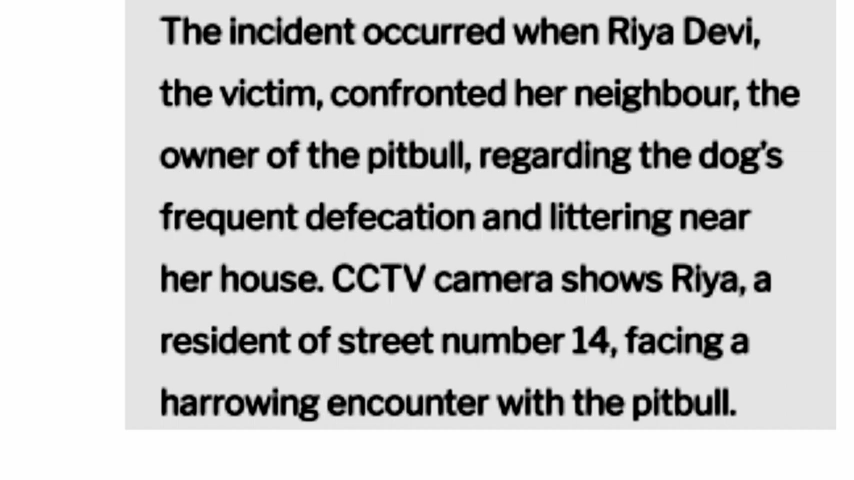 The incident occurred when Riya Devi,
the victim, confronted her neighbour, the
owner of the pitbull, regarding the dog's
frequent defecation and littering near
her house. CCTV camera shows Riya, a
resident of street number 14, facing a
harrowing encounter with the pitbull.